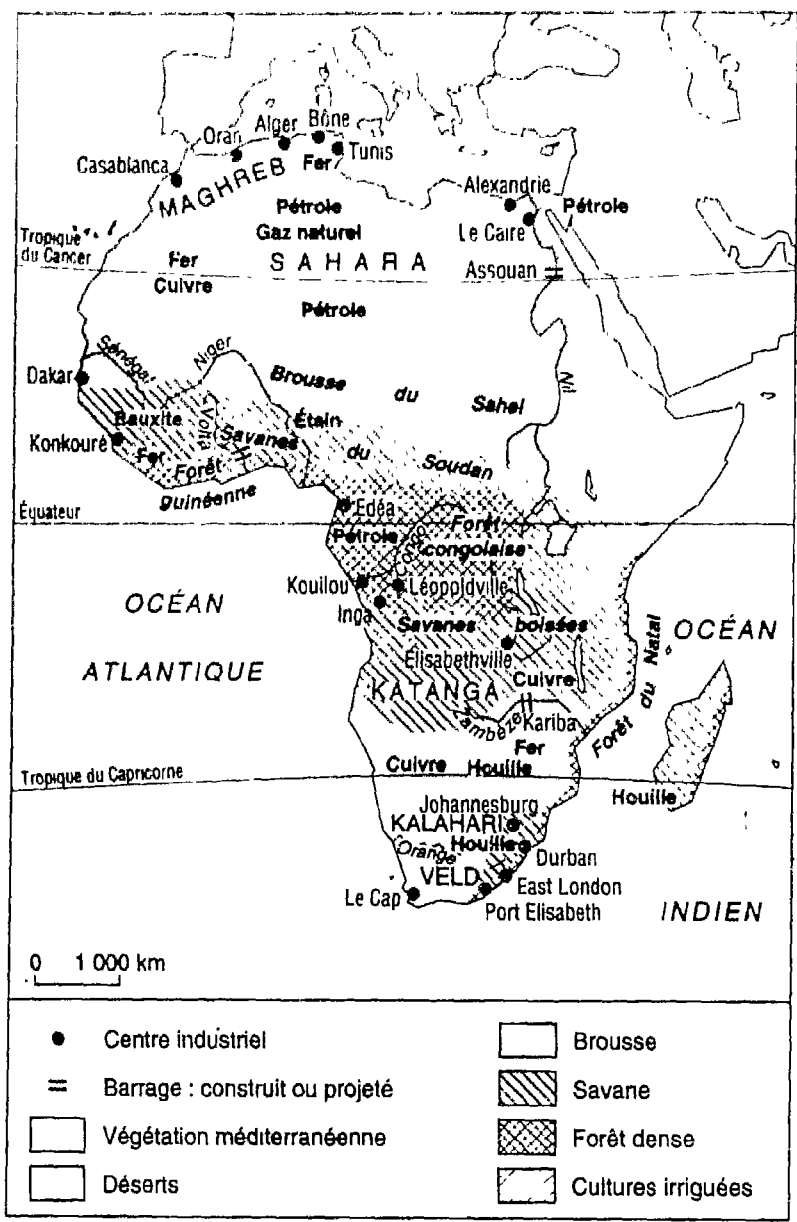 Bône
Alger
Oran
Tunis
Casablanca
Fer
MAGHREB
Alexandrie
Pétrole
Pétrole
Gaz naturel
Le Caire
Tropique
du Cancer
Fer
Cuivre
SAHARA
Assouan
Pétrole
Sénégal
Niger
Dakar
Brousse du Sahel
Nil
Bauxite
Volta
Étain
Savanes du Soudan
Konkouré
Fer
Forêt
Guinéenne
Équateur
Edéa
Forêt
congolaise
Pétrole
Congo
Kouilou
Léopoldville
Inga
Savanes boisées
OCÉAN
ATLANTIQUE
Élisabethville
Cuivre
KATANGA
Zambèze
Kariba
Forêt du Natal
OCÉAN
INDIEN
Fer
Cuivre
Houille
Tropique du Capricorne
Houille
Johannesburg
KALAHARI
Houille
Orange
Durban
VELD
East London
Le Cap
Port Elisabeth
0 1 000 km
Centre industriel
Barrage : construit ou projeté
Végétation méditerranéenne
Déserts
Brousse
Savane
Forêt dense
Cultures irriguées